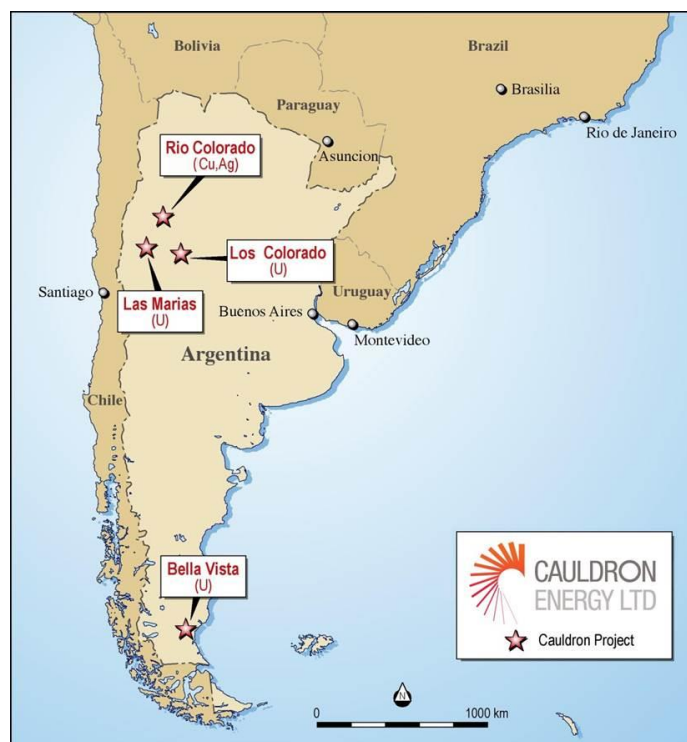 Bolivia
Brazil
Brasilia
Paraguay
Rio de Janeiro
Rio Colorado
(Cu,Ag)
Asuncion
Los Colorado
(U)
Santiago
Las Marias
(U)
Uruguay
Buenos Aires
Montevideo
Argentina
Chile
Bella Vista
(U)
CAULDRON
ENERGY LTD
Cauldron Project
N
0
1000 km